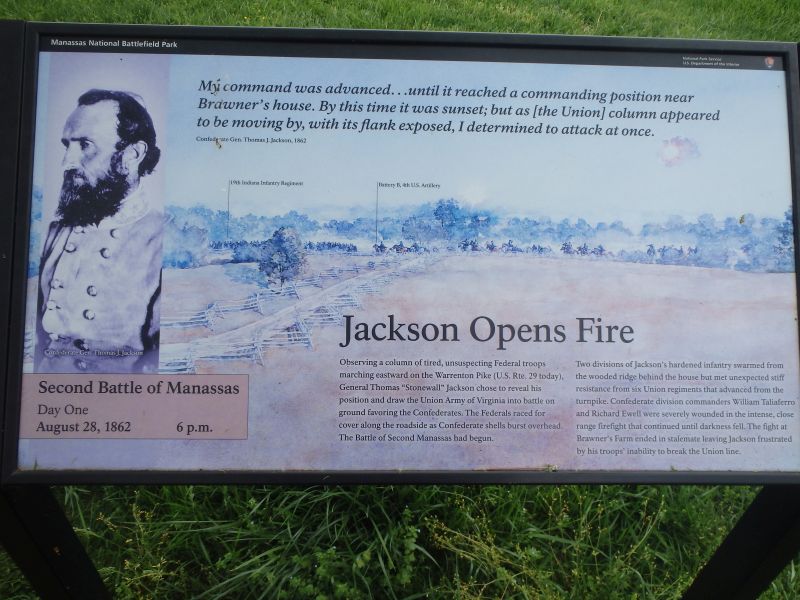 Manassas National Battlefield Park
National Park Service
U.S. Department of the Interior
My command was advanced. . .until it reached a commanding position near
Brawner's house. By this time it was sunset; but as [the Union] column appeared
to be moving by, with its flank exposed, I determined to attack at once.
Confederate Gen. Thomas J. Jackson, 1862
19th Indiana Infantry Regiment
Battery B, 4th U.S. Artillery
Confederate Gen. Thomas J. Jackson
Second Battle of Manassas
Day One
August 28, 1862 6 p.m.
Jackson Opens Fire
Observing a column of tired, unsuspecting Federal troops
marching eastward on the Warrenton Pike (U.S. Rte. 29 today),
General Thomas "Stonewall" Jackson chose to reveal his
position and draw the Union Army of Virginia into battle on
ground favoring the Confederates. The Federals raced for
cover along the roadside as Confederate shells burst overhead.
The Battle of Second Manassas had begun.
Two divisions of Jackson's hardened infantry swarmed from
the wooded ridge behind the house but met unexpected stiff
resistance from six Union regiments that advanced from the
turnpike. Confederate division commanders William Taliaferro
and Richard Ewell were severely wounded in the intense, close
range firefight that continued until darkness fell. The fight at
Brawner's Farm ended in stalemate leaving Jackson frustrated
by his troops' inability to break the Union line.